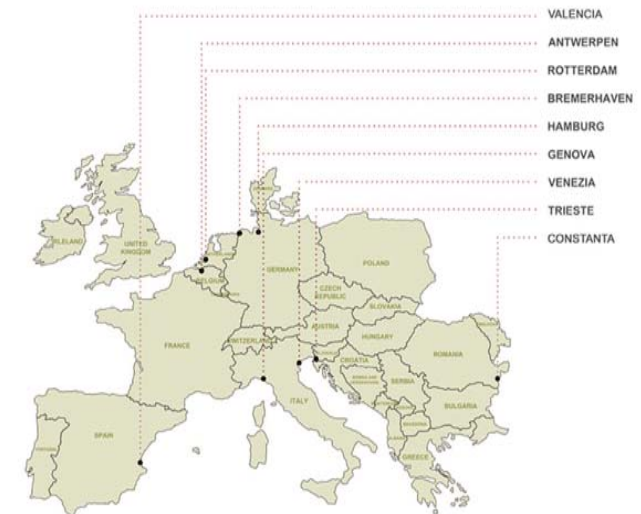 VALENCIA
ANTWERPEN
ROTTERDAM
BREMERHAVEN
HAMBURG
GENOVA
VENEZIA
TRIESTE
CONSTANTA
IRELAND
UNITED
KINGDOM
BELGIUM
GERMANY
POLAND
CZECH
REPUBLIC
SLOVAKIA
FRANCE
SWITZERLAND
AUSTRIA
HUNGARY
ROMANIA
CROATIA
SERBIA
ITALY
BULGARIA
SPAIN
GREECE